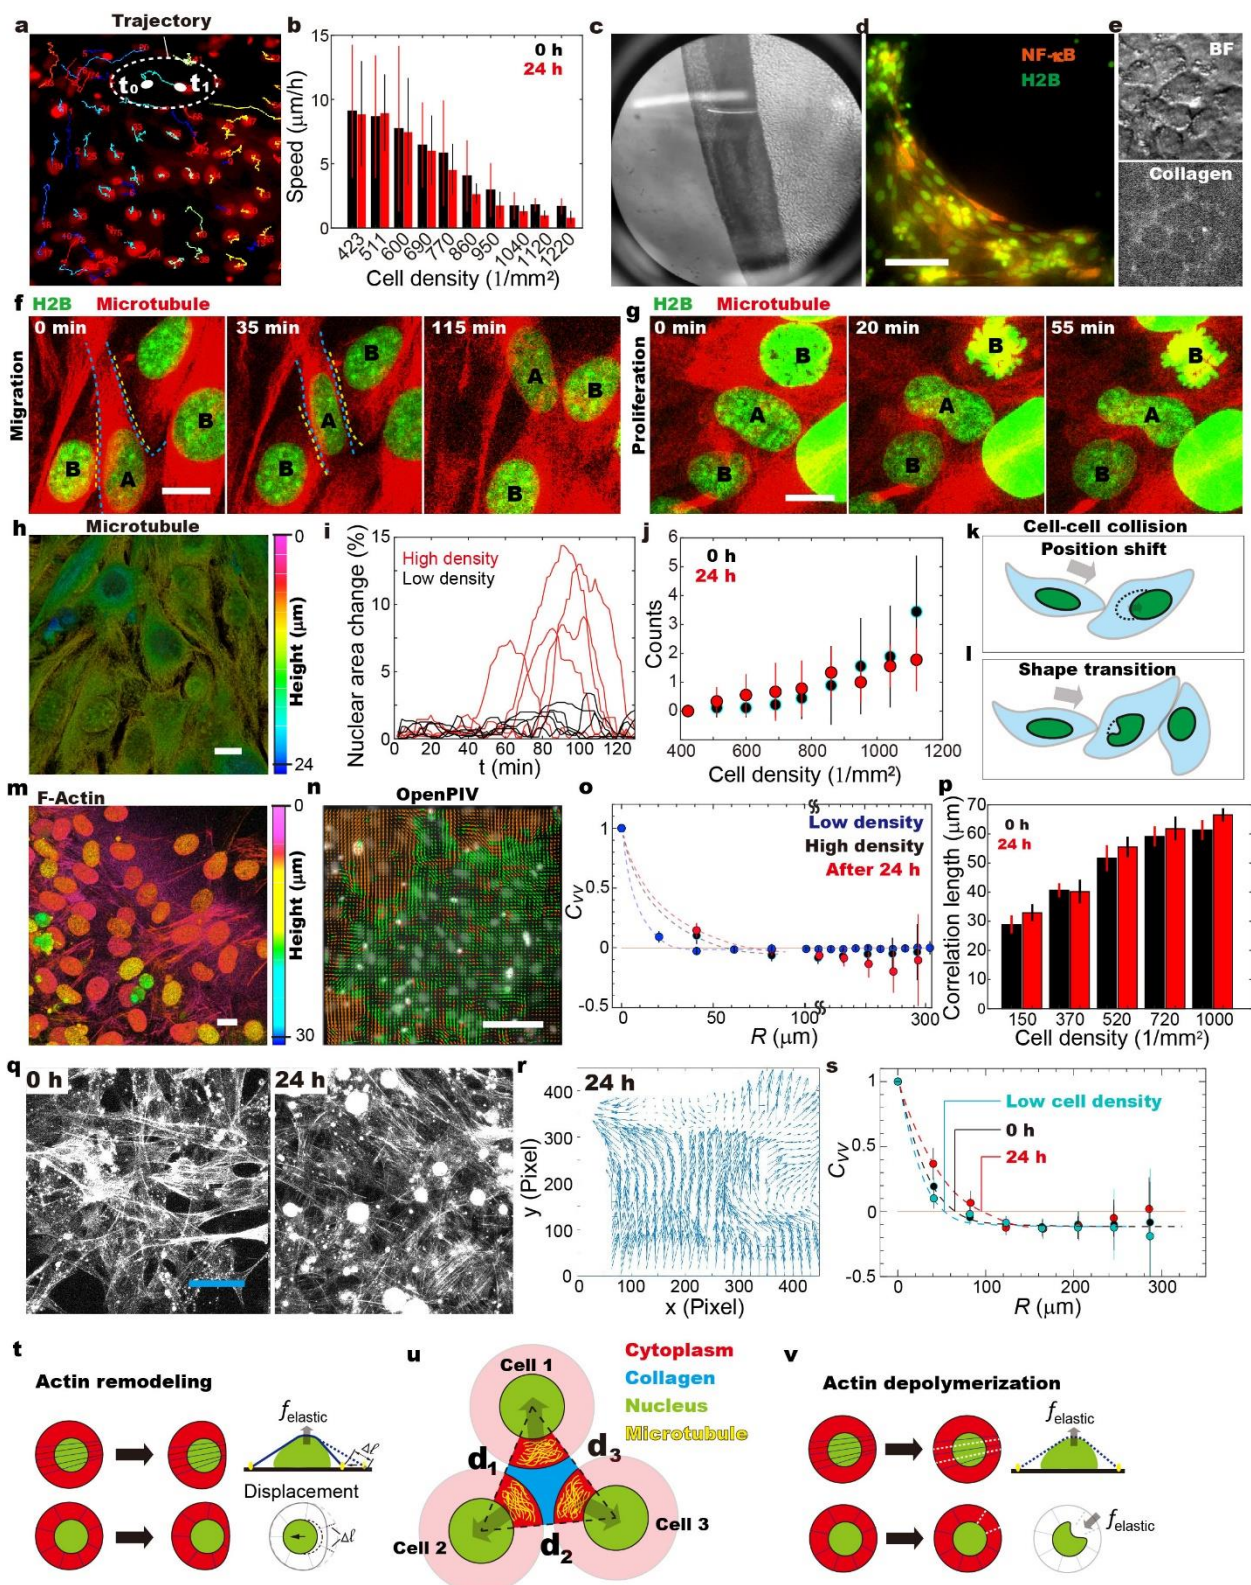 a
Trajectory
t₀
t₁
b
0 h
24 h
Speed (μm/h)
15
10
5
0
423
511
600
690
770
860
950
1040
1120
1220
Cell density (1/mm²)
c
d
NF-κB
H2B
e
BF
Collagen
f
H2B Microtubule
Migration
0 min
35 min
115 min
B
A
B
B
B
A
B
A
B
B
g
H2B Microtubule
Proliferation
0 min
20 min
55 min
B
A
B
B
A
B
B
A
B
h
Microtubule
0
Height (μm)
24
i
Nuclear area change (%)
15
10
5
0
High density
Low density
0 20 40 60 80 100 120
t (min)
j
0 h
24 h
Counts
6
5
4
3
2
1
0
400 600 800 1000 1200
Cell density (1/mm²)
k
Cell-cell collision
Position shift
l
Shape transition
m
F-Actin
0
Height (μm)
30
n
OpenPIV
o
Low density
High density
After 24 h
Cvv
1
0.5
0
-0.5
0 50 100 300
R (μm)
p
0 h
24 h
Correlation length (μm)
70
60
50
40
30
20
10
0
150 370 520 720 1000
Cell density (1/mm²)
q
0 h
24 h
r
24 h
y (Pixel)
400
300
200
100
0
0 100 200 300 400
x (Pixel)
s
Low cell density
0 h
24 h
Cvv
1
0.5
0
-0.5
0 100 200 300
R (μm)
t
Actin remodeling
felastic
Δℓ
Displacement
Δℓ
u
Cell 1
Cell 2
Cell 3
d₁
d₂
d₃
Cytoplasm
Collagen
Nucleus
Microtubule
v
Actin depolymerization
felastic
felastic